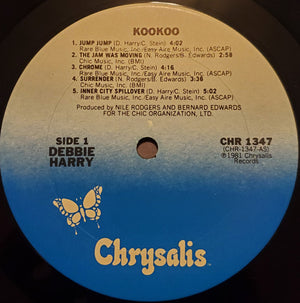 KOOKOO
1. JUMP JUMP (D. Harry/C. Stein) 4:02
Rare Blue Music, Inc./Easy Aire Music, Inc. (ASCAP)
2. THE JAM WAS MOVING (N. Rodgers/B. Edwards) 2:58
Chic Music, Inc. (BMI)
3. CHROME (D. Harry/C. Stein) 4:16
Rare Blue Music, Inc./Easy Aire Music, Inc. (ASCAP)
4. SURRENDER (N. Rodgers/B. Edwards) 3:38
Chic Music, Inc. (BMI)
5. INNER CITY SPILLOVER (D. Harry/C. Stein) 5:02
Rare Blue Music, Inc./Easy Aire Music, Inc. (ASCAP)
Produced by NILE RODGERS and BERNARD EDWARDS
FOR THE CHIC ORGANIZATION, LTD.
SIDE 1
DEBBIE
HARRY
CHR 1347
(CHR-1347-AS)
℗1981 Chrysalis
Records
Chrysalis